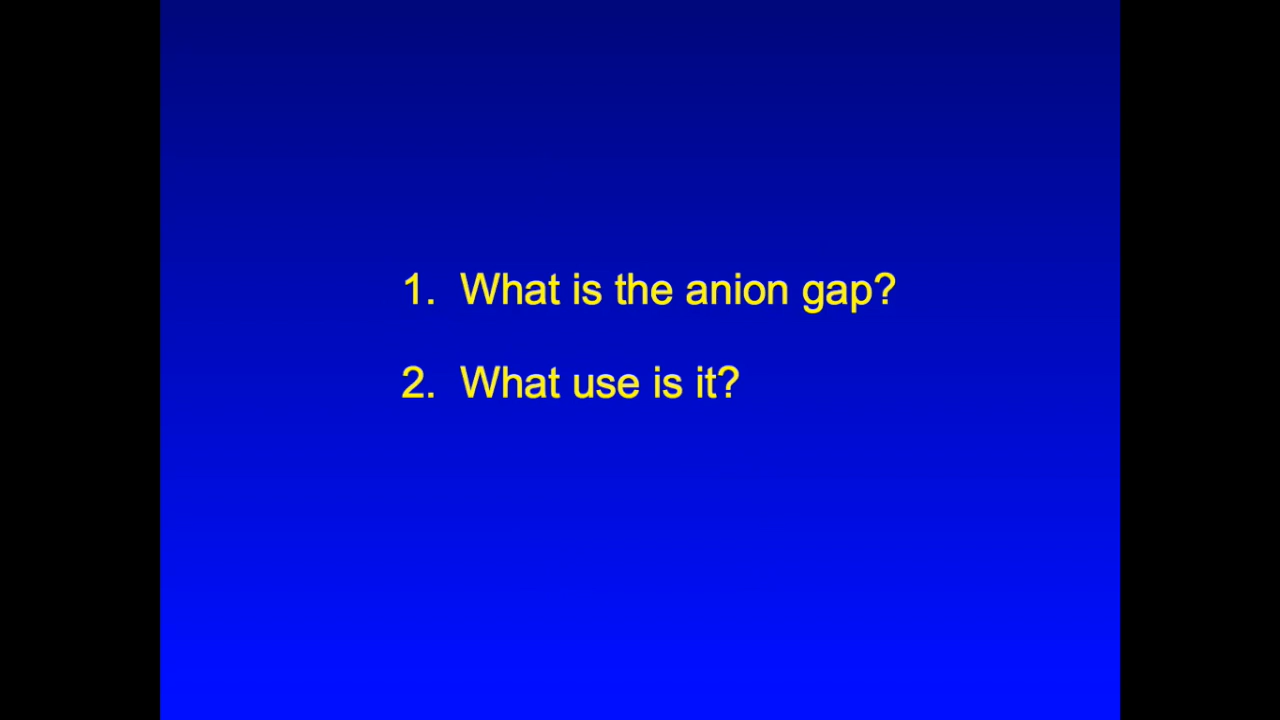 1. What is the anion gap?
2. What use is it?